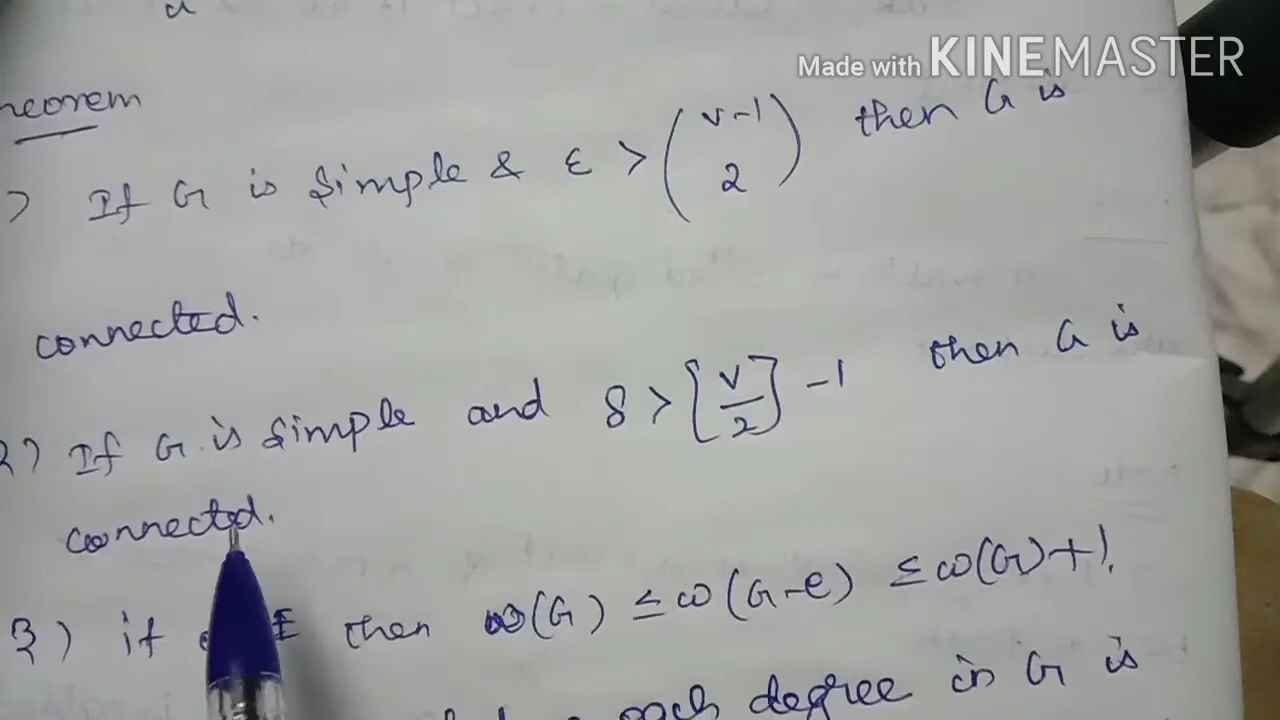 Made with KINEMASTER
heorem
If G is simple & ε > (v-1 2) then G is
connected.
2) If G is simple and δ > [v/2] -1 then G is
connected.
3) if E then ω(G) ≤ ω(G-e) ≤ ω(G)+1.
each degree in G is